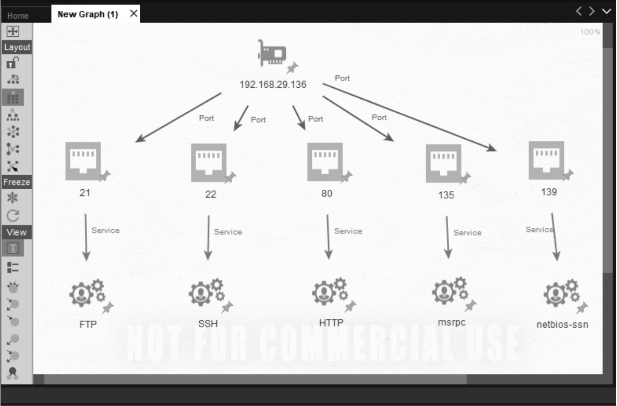 Home
New Graph (1)
100%
Layout
192.168.29.136
Port
Port
Port
Port
Port
21
22
80
135
139
Freeze
Service
Service
Service
Service
Service
View
FTP
SSH
HTTP
msrpc
netbios-ssn
NOT FOR COMMERCIAL USE